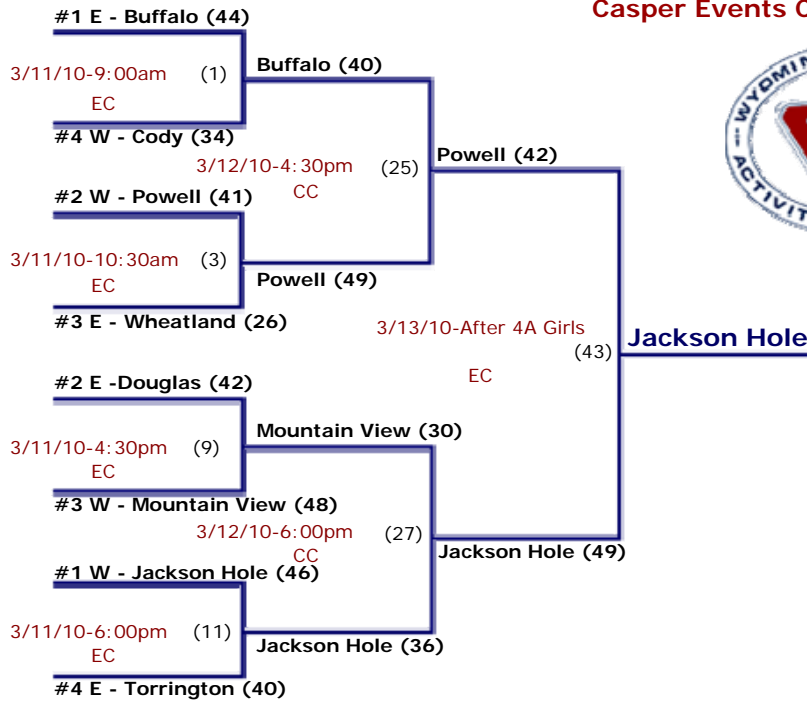 Casper Events C
#1 E - Buffalo (44)
3/11/10-9:00am (1)
EC
Buffalo (40)
#4 W - Cody (34)
3/12/10-4:30pm (25)
CC
Powell (42)
#2 W - Powell (41)
3/11/10-10:30am (3)
EC
Powell (49)
#3 E - Wheatland (26)
3/13/10-After 4A Girls
(43)
EC
Jackson Hole
#2 E -Douglas (42)
3/11/10-4:30pm (9)
EC
Mountain View (30)
#3 W - Mountain View (48)
3/12/10-6:00pm (27)
CC
Jackson Hole (49)
#1 W - Jackson Hole (46)
3/11/10-6:00pm (11)
EC
Jackson Hole (36)
#4 E - Torrington (40)